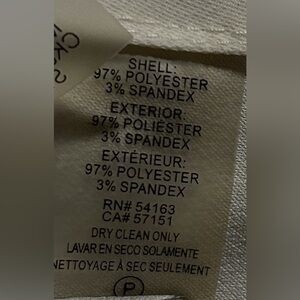 SHELL:
97% POLYESTER
3% SPANDEX
EXTERIOR:
97% POLIÉSTER
3% SPANDEX
EXTÉRIEUR:
97% POLYESTER
3% SPANDEX
RN# 54163
CA# 57151
DRY CLEAN ONLY
LAVAR EN SECO SOLAMENTE
NETTOYAGE À SEC SEULEMENT
P